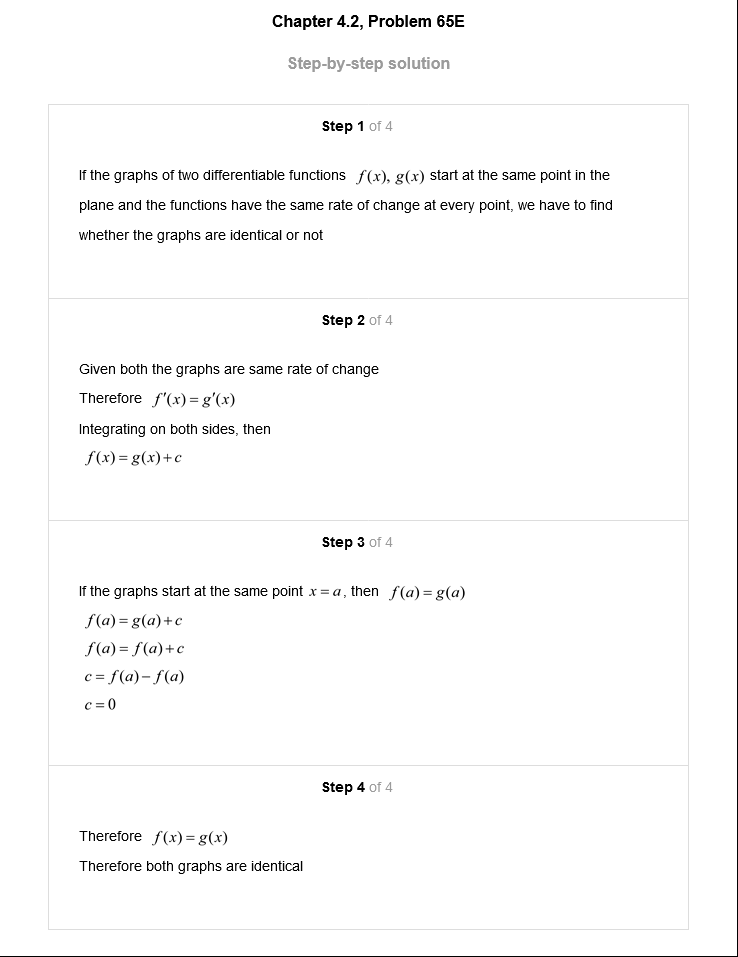 Chapter 4.2, Problem 65E
Step-by-step solution
Step 1 of 4
If the graphs of two differentiable functions f(x), g(x) start at the same point in the
plane and the functions have the same rate of change at every point, we have to find
whether the graphs are identical or not
Step 2 of 4
Given both the graphs are same rate of change
Therefore f′(x) = g′(x)
Integrating on both sides, then
f(x) = g(x) + c
Step 3 of 4
If the graphs start at the same point x = a, then f(a) = g(a)
f(a) = g(a) + c
f(a) = f(a) + c
c = f(a) − f(a)
c = 0
Step 4 of 4
Therefore f(x) = g(x)
Therefore both graphs are identical